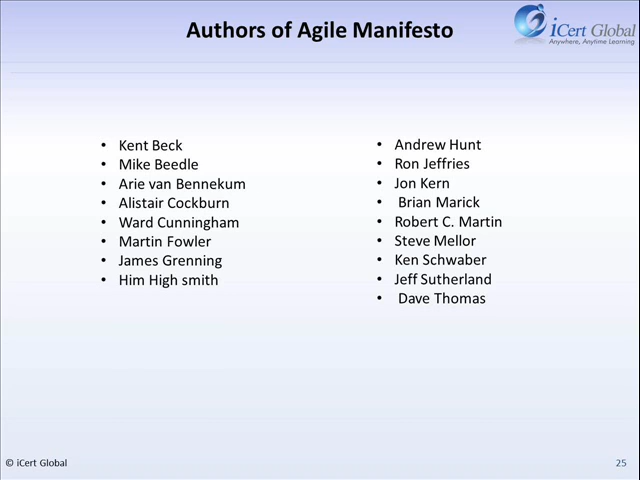 Authors of Agile Manifesto
iCert Global
Anywhere, Anytime Learning
• Kent Beck
• Mike Beedle
• Arie van Bennekum
• Alistair Cockburn
• Ward Cunningham
• Martin Fowler
• James Grenning
• Him High smith
• Andrew Hunt
• Ron Jeffries
• Jon Kern
• Brian Marick
• Robert C. Martin
• Steve Mellor
• Ken Schwaber
• Jeff Sutherland
• Dave Thomas
© iCert Global
25